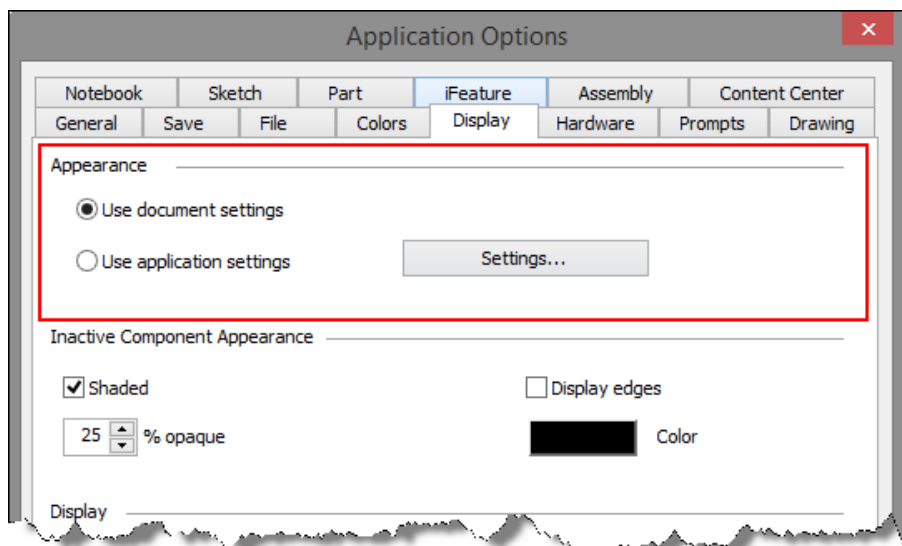 Application Options
Notebook Sketch Part iFeature Assembly Content Center
General Save File Colors Display Hardware Prompts Drawing
Appearance
Use document settings
Use application settings Settings...
Inactive Component Appearance
Shaded Display edges
25 % opaque Color
Display